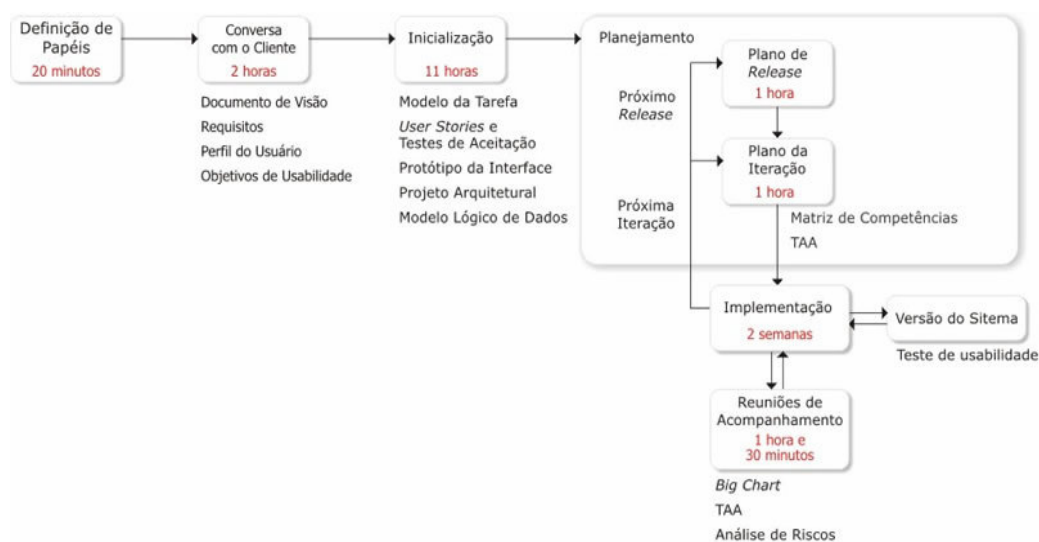 Definição de
Papéis
20 minutos
Conversa
com o Cliente
2 horas
Documento de Visão
Requisitos
Perfil do Usuário
Objetivos de Usabilidade
Inicialização
11 horas
Modelo da Tarefa
User Stories e
Testes de Aceitação
Protótipo da Interface
Projeto Arquitetural
Modelo Lógico de Dados
Planejamento
Plano de
Release
1 hora
Próximo
Release
Plano da
Iteração
1 hora
Próxima
Iteração
Matriz de Competências
TAA
Implementação
2 semanas
Versão do Sitema
Teste de usabilidade
Reuniões de
Acompanhamento
1 hora e
30 minutos
Big Chart
TAA
Análise de Riscos